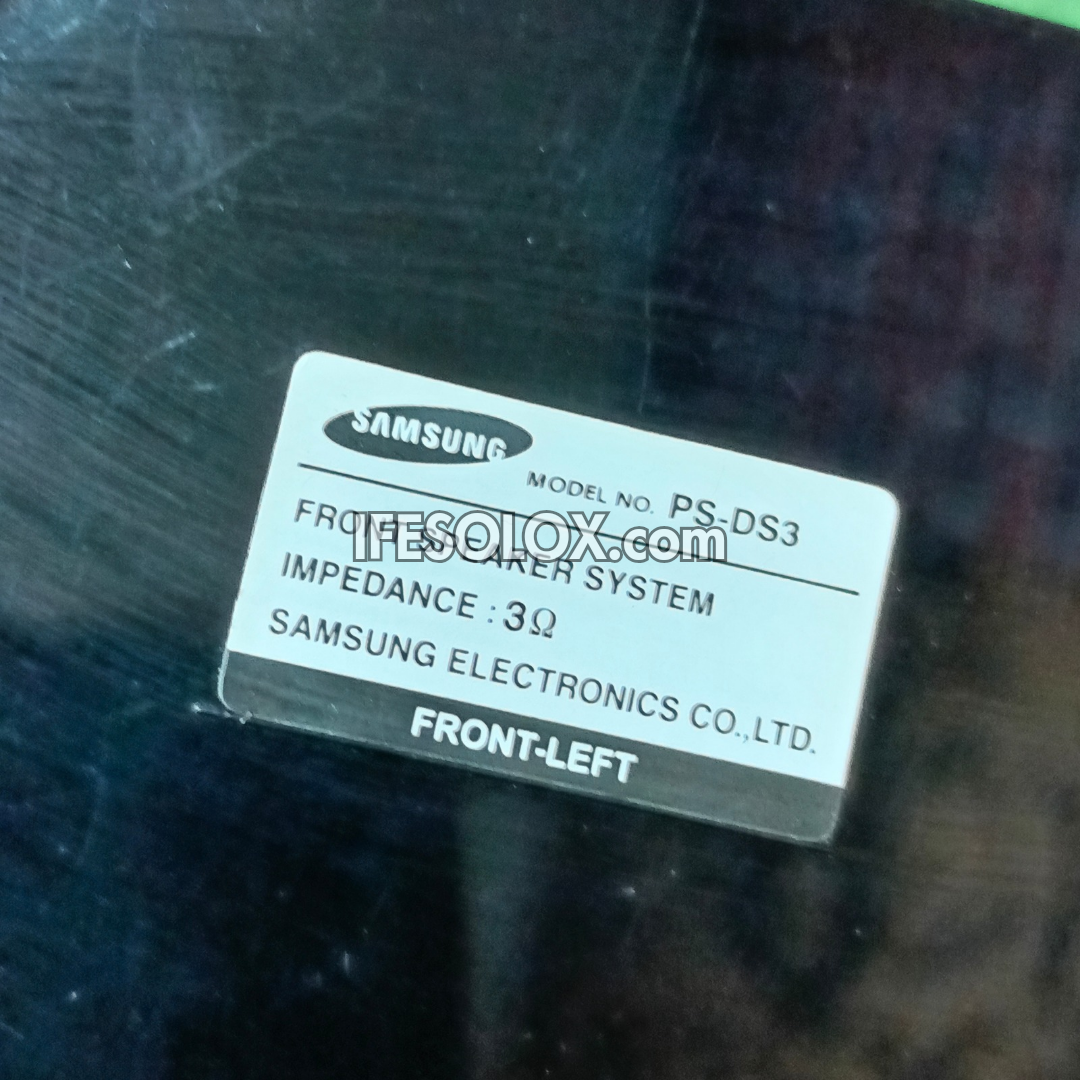 SAMSUNG
MODEL NO. PS-DS3
FRONT SPEAKER SYSTEM
IFESOLOX.com
IMPEDANCE : 3Ω
SAMSUNG ELECTRONICS CO.,LTD.
FRONT-LEFT